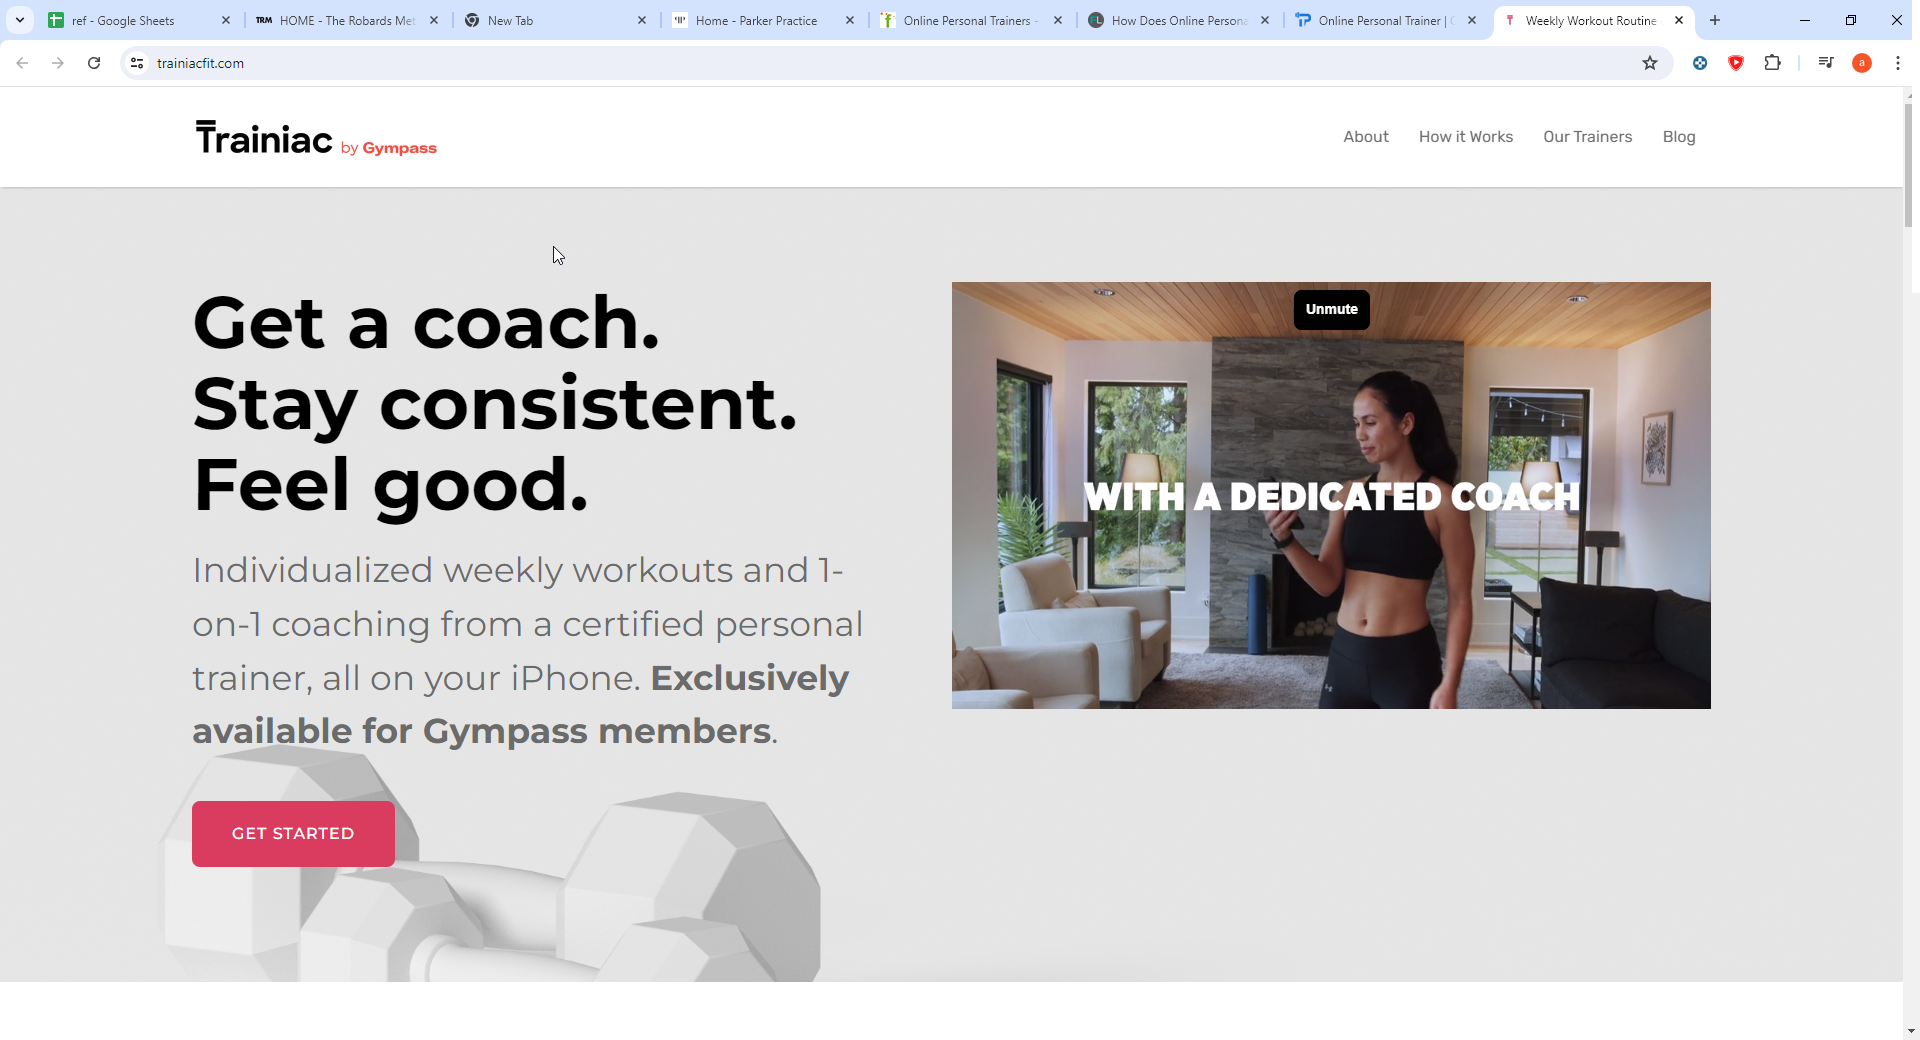 ref - Google Sheets
TRM HOME - The Robards Met
New Tab
Home - Parker Practice
Online Personal Trainers -
FL How Does Online Persona
Online Personal Trainer |
Weekly Workout Routine
trainiacfit.com
a
Trainiac by Gympass
About How it Works Our Trainers Blog
Get a coach.
Stay consistent.
Feel good.
Individualized weekly workouts and 1-
on-1 coaching from a certified personal
trainer, all on your iPhone. Exclusively
available for Gympass members.
GET STARTED
Unmute
WITH A DEDICATED COACH